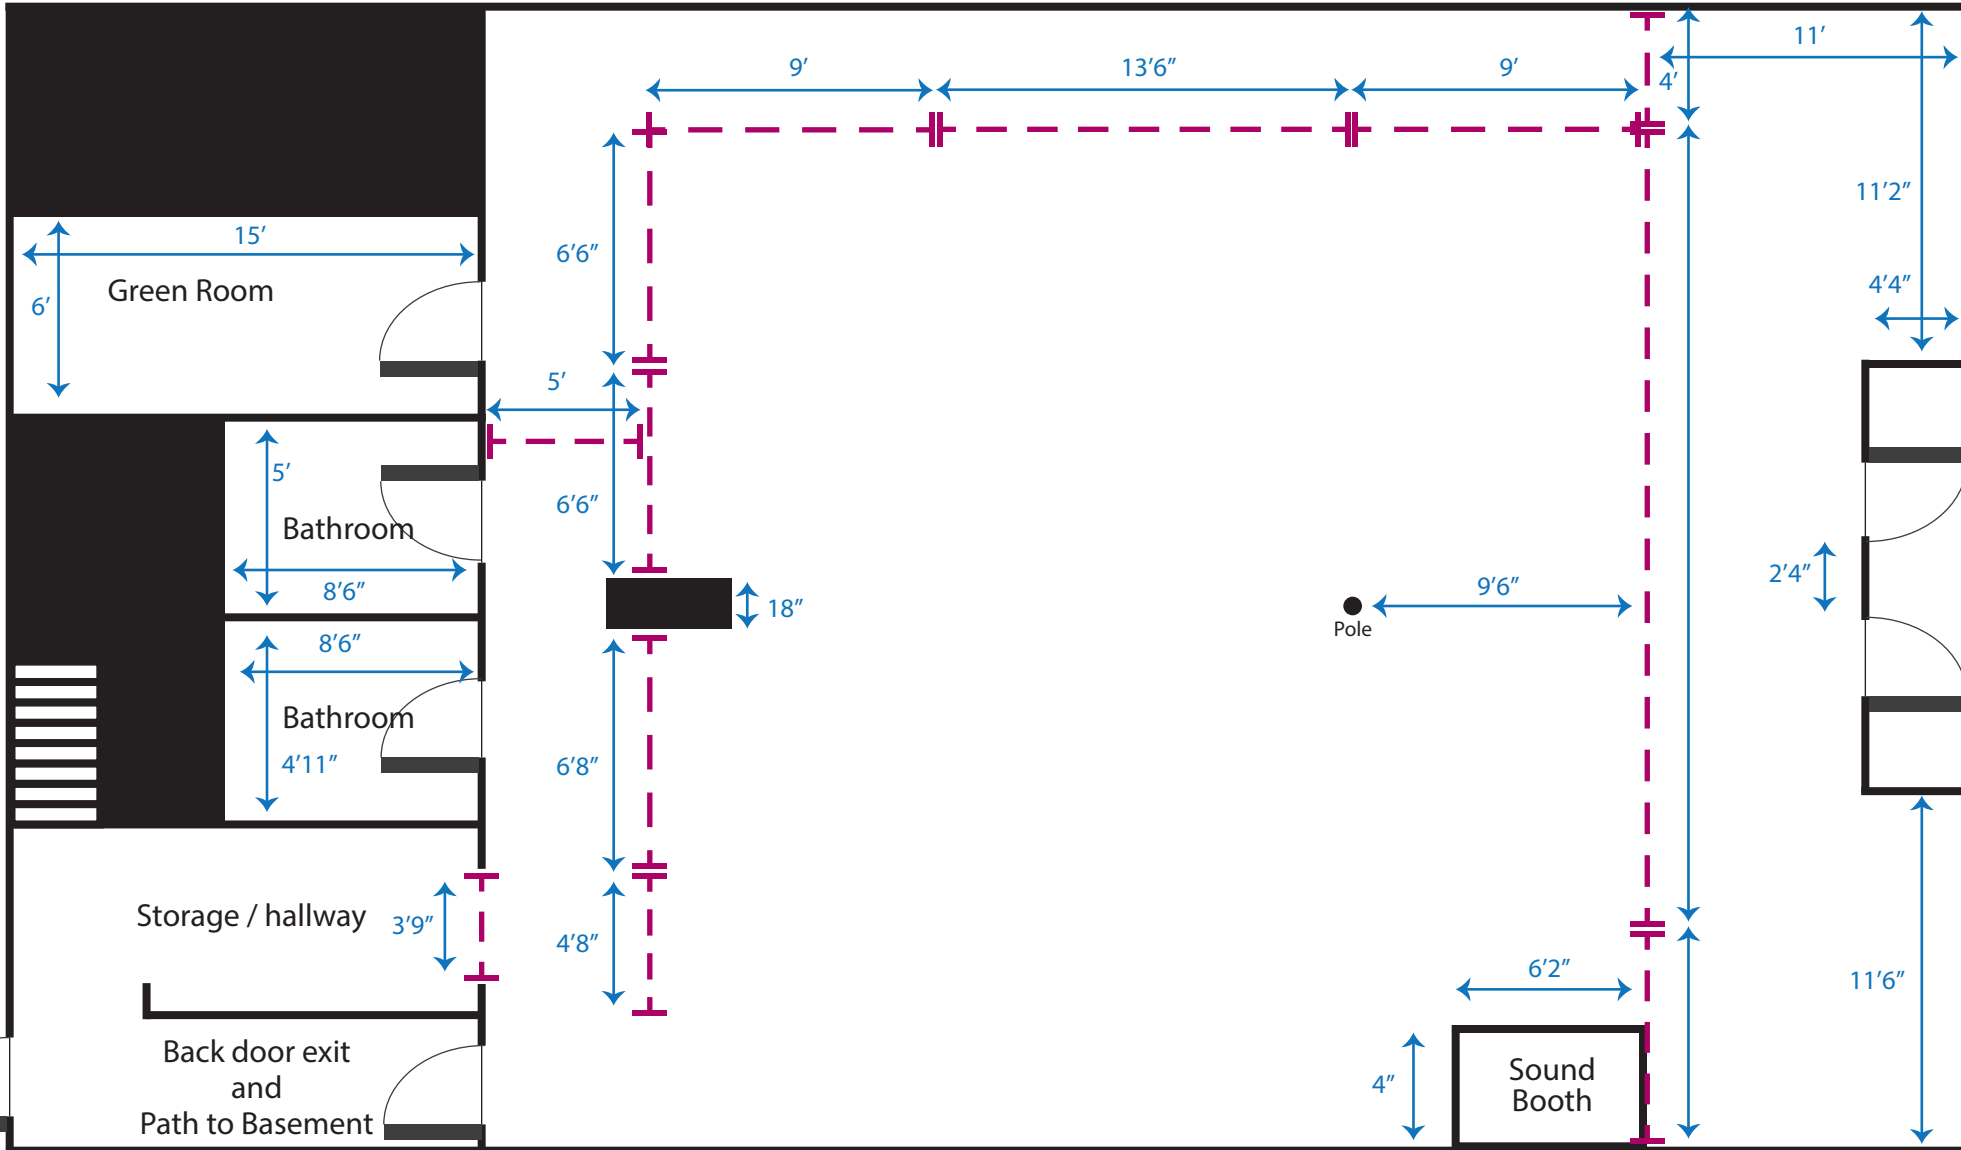 9′
13′6″
9′
11′
4′
11′2″
15′
6′6″
Green Room
6′
4′4″
5′
5′
6′6″
Bathroom
8′6″
18″
9′6″
2′4″
Pole
8′6″
Bathroom
4′11″
6′8″
Storage / hallway
3′9″
4′8″
6′2″
11′6″
Back door exit
and
Path to Basement
4″
Sound
Booth